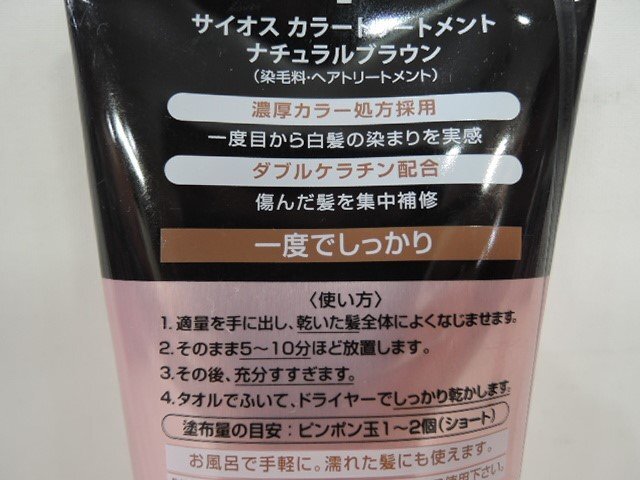 サイオス カラートリートメント
ナチュラルブラウン
(染毛料・ヘアトリートメント)
濃厚カラー処方採用
一度目から白髪の染まりを実感
ダブルケラチン配合
傷んだ髪を集中補修
一度でしっかり
〈使い方〉
1. 適量を手に出し、乾いた髪全体によくなじませます。
2. そのまま5〜10分ほど放置します。
3. その後、充分すすぎます。
4. タオルでふいて、ドライヤーでしっかり乾かします。
塗布量の目安：ピンポン玉1〜2個(ショート)
お風呂で手軽に。濡れた髪にも使えます。
使用下さい。